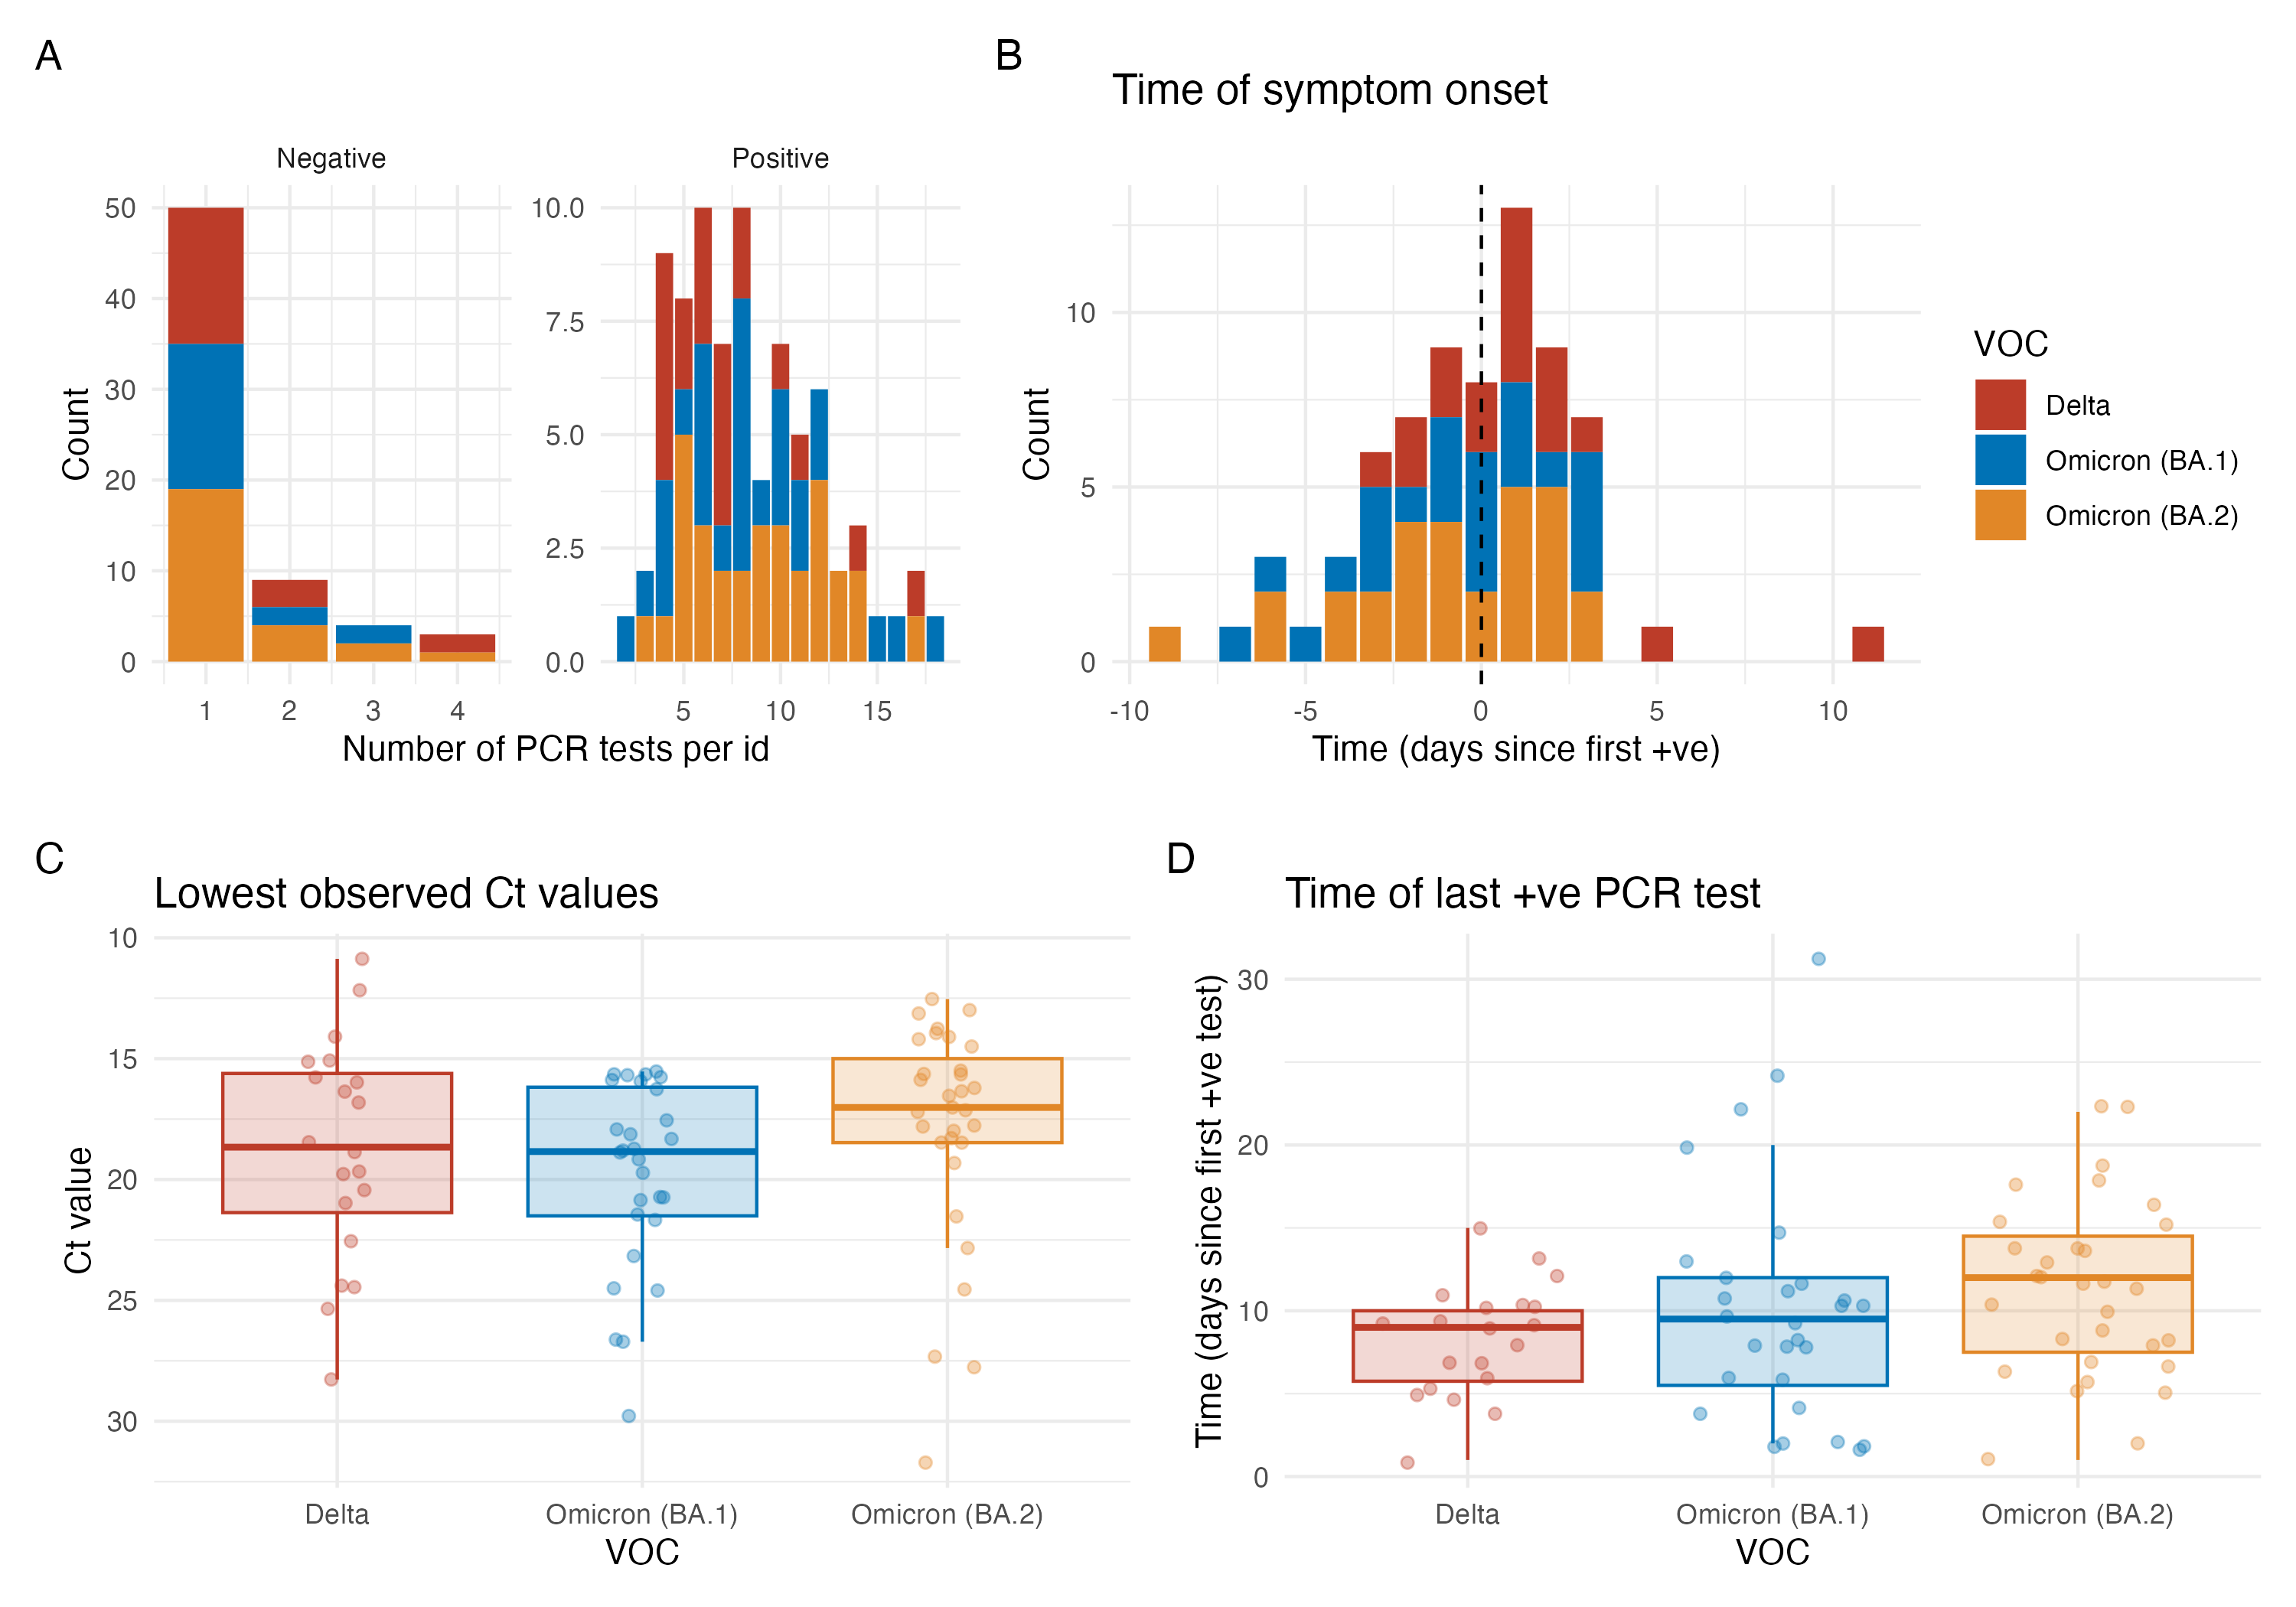 A
Negative
Positive
Count
50
40
30
20
10
0
10.0
7.5
5.0
2.5
0.0
1 2 3 4
5 10 15
Number of PCR tests per id
B
Time of symptom onset
Count
10
5
0
-10 -5 0 5 10
Time (days since first +ve)
VOC
Delta
Omicron (BA.1)
Omicron (BA.2)
C
Lowest observed Ct values
Ct value
10
15
20
25
30
Delta Omicron (BA.1) Omicron (BA.2)
VOC
D
Time of last +ve PCR test
Time (days since first +ve test)
30
20
10
0
Delta Omicron (BA.1) Omicron (BA.2)
VOC